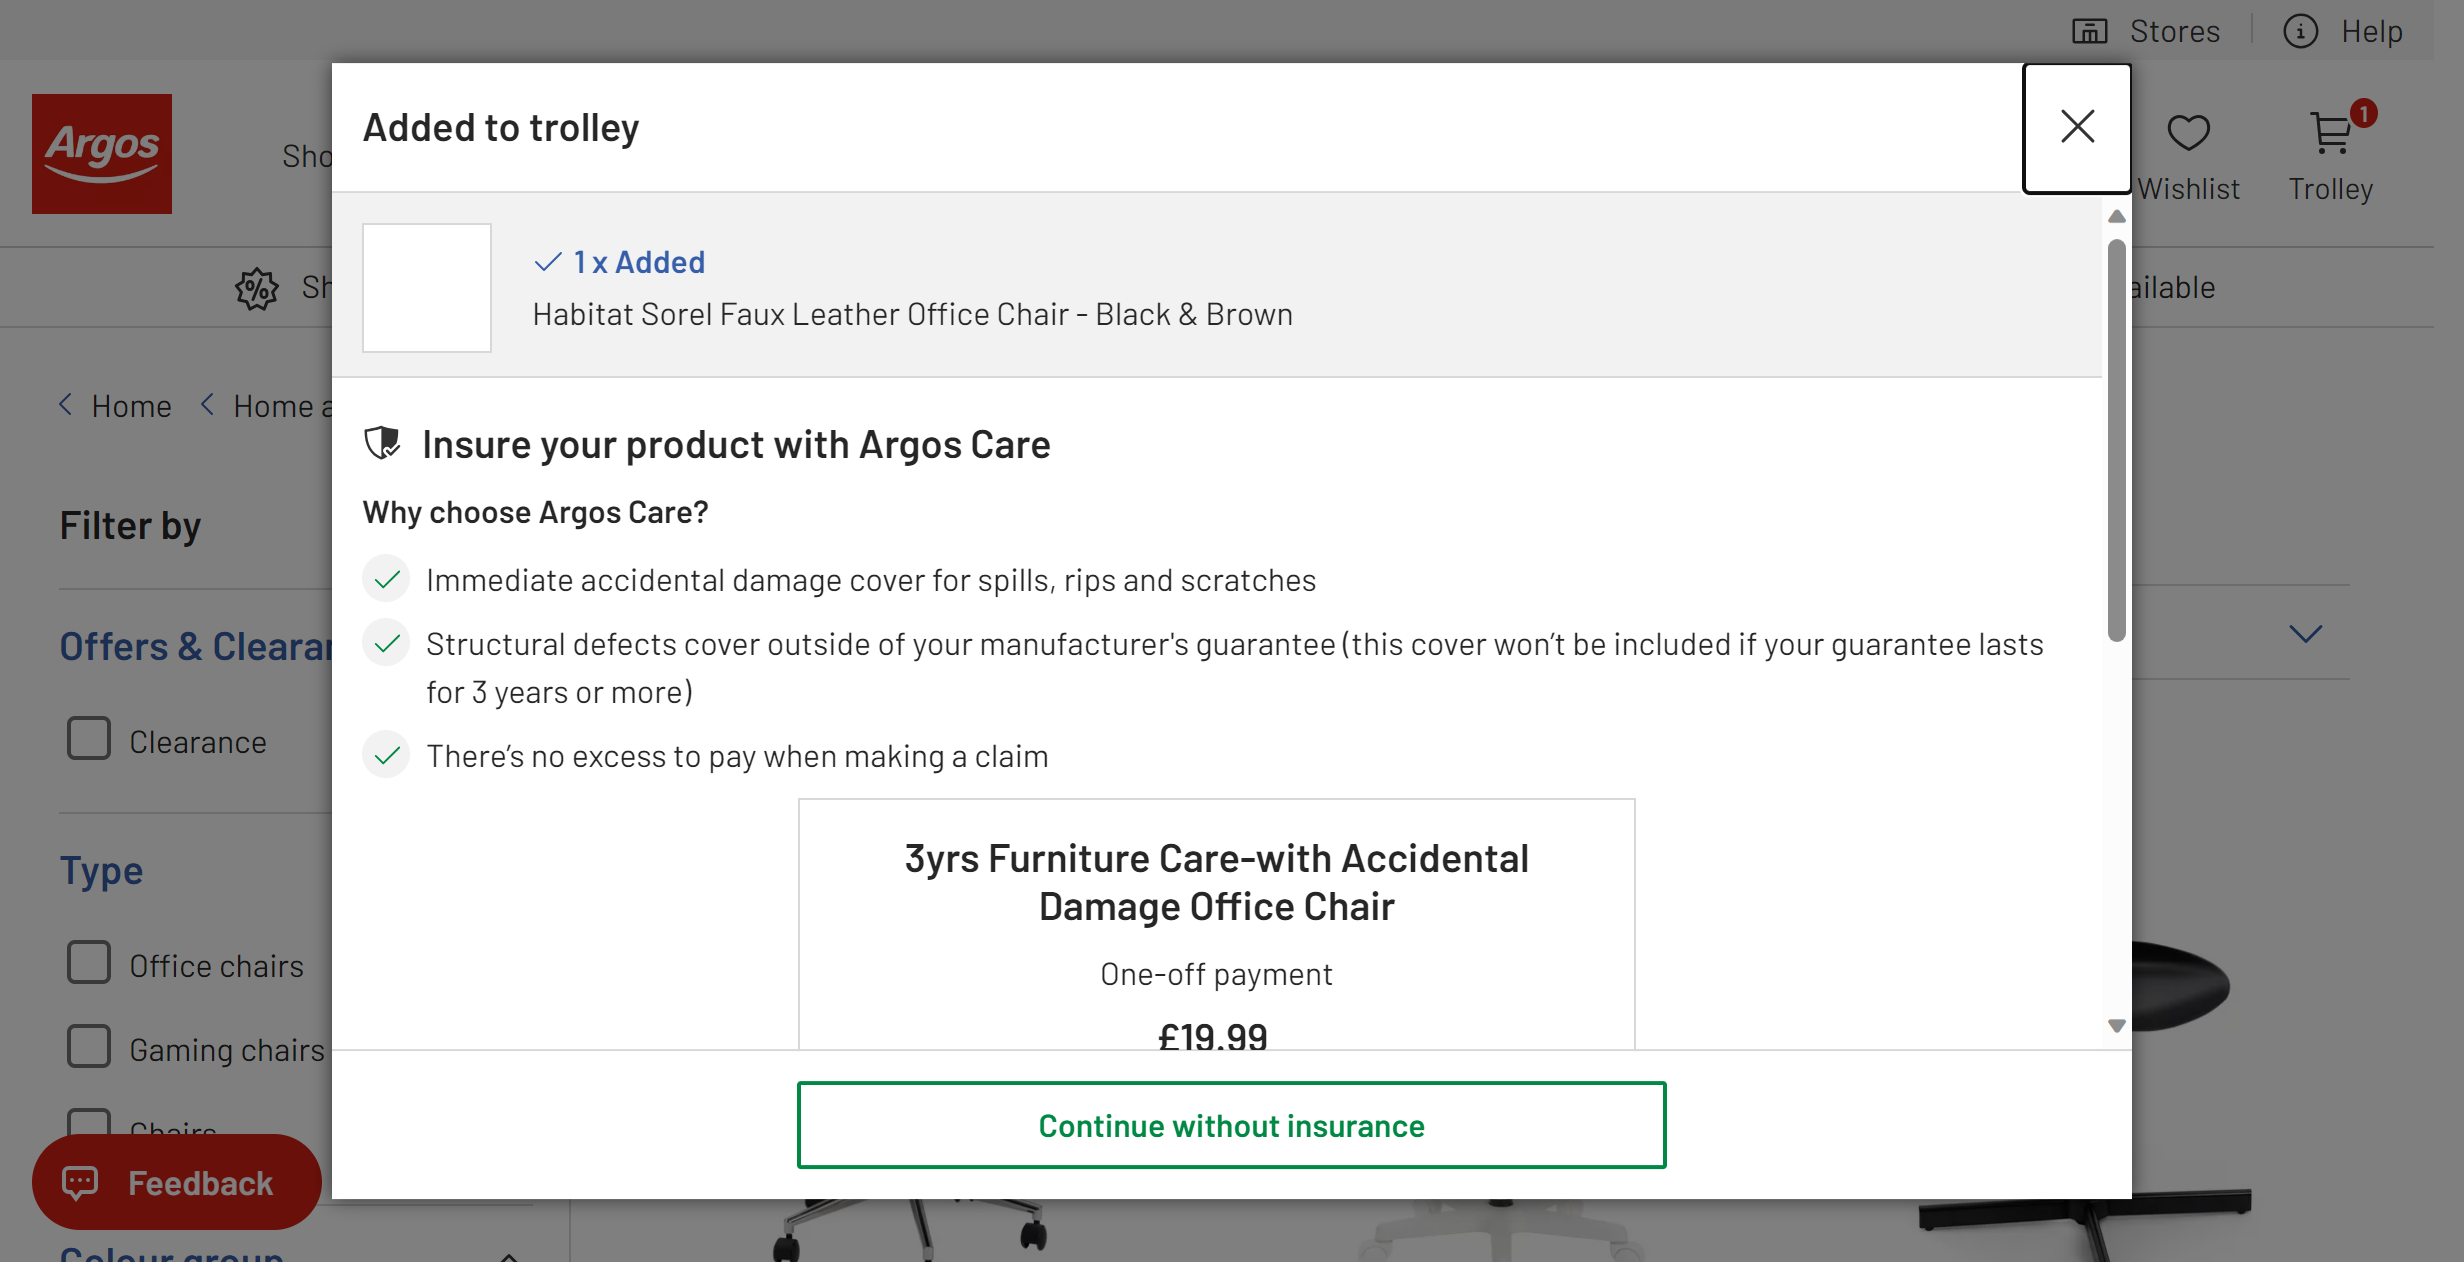 Stores
Help
Argos
Sho
Added to trolley
Wishlist
1
Trolley
Sh
ailable
1 x Added
Habitat Sorel Faux Leather Office Chair - Black & Brown
Home
Home a
Insure your product with Argos Care
Why choose Argos Care?
Filter by
Immediate accidental damage cover for spills, rips and scratches
Offers & Clearan
Structural defects cover outside of your manufacturer's guarantee (this cover won’t be included if your guarantee lasts
for 3 years or more)
Clearance
There’s no excess to pay when making a claim
Type
3yrs Furniture Care-with Accidental
Damage Office Chair
Office chairs
One-off payment
£19.99
Gaming chairs
Chairs
Continue without insurance
Feedback
Colour group